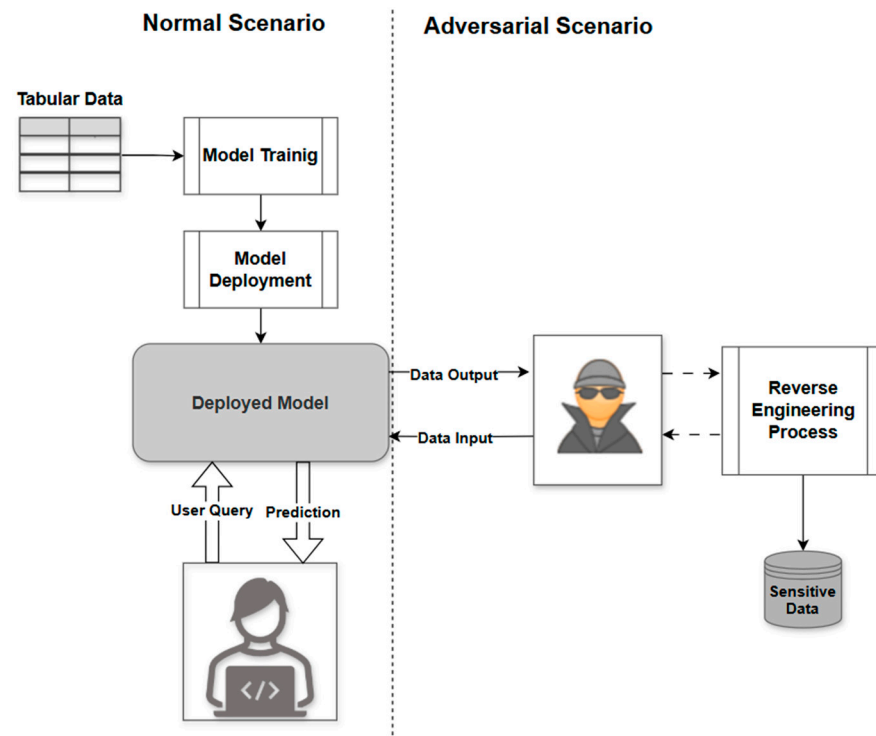 Normal Scenario
Adversarial Scenario
Tabular Data
Model Trainig
Model
Deployment
Deployed Model
Data Output
Data Input
Reverse
Engineering
Process
User Query
Prediction
Sensitive
Data
</>